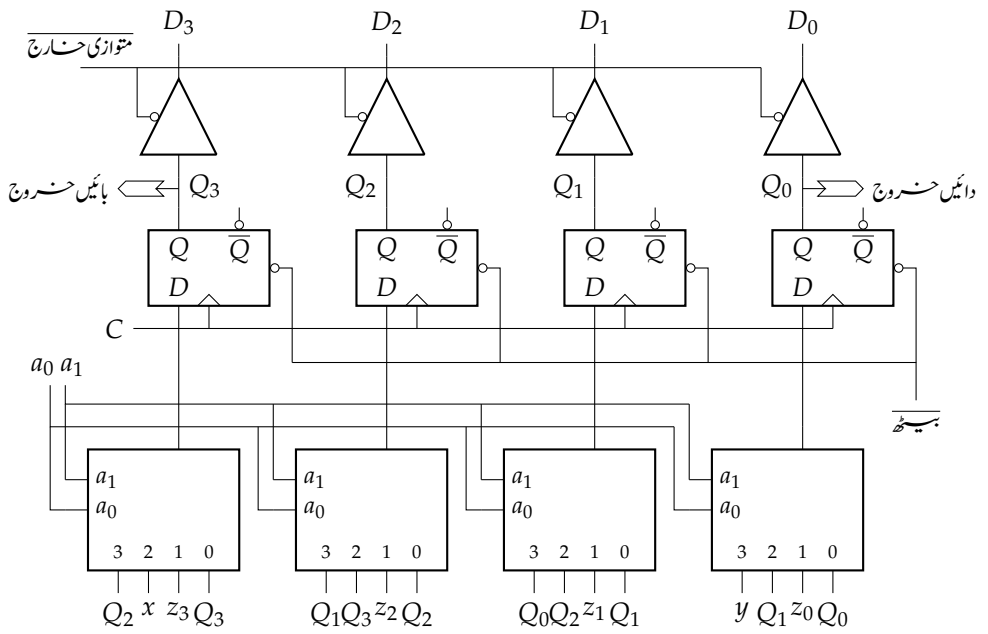 D₃ D₂ D₁ D₀
متوازی خارج
بائیں خروج Q₃ Q₂ Q₁ Q₀ دائیں خروج
Q Q̅ Q Q̅ Q Q̅ Q Q̅
D D D D
C
a₀ a₁
بیٹھ
a₁ a₁ a₁ a₁
a₀ a₀ a₀ a₀
3 2 1 0 3 2 1 0 3 2 1 0 3 2 1 0
Q₂ x z₃ Q₃ Q₁ Q₃ z₂ Q₂ Q₀ Q₂ z₁ Q₁ y Q₁ z₀ Q₀